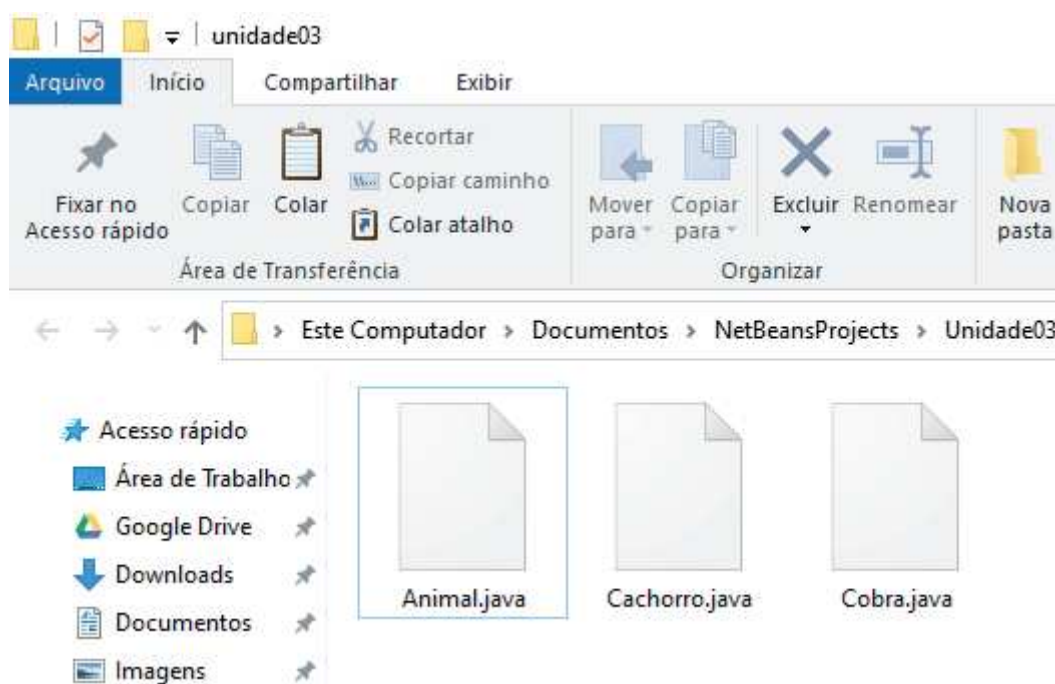 unidade03
Arquivo Início Compartilhar Exibir
Fixar no
Acesso rápido
Copiar
Colar
Recortar
Copiar caminho
Colar atalho
Área de Transferência
Mover
para
Copiar
para
Excluir
Renomear
Organizar
Nova
pasta
Este Computador > Documentos > NetBeansProjects > Unidade03
Acesso rápido
Área de Trabalho
Google Drive
Downloads
Documentos
Imagens
Animal.java
Cachorro.java
Cobra.java